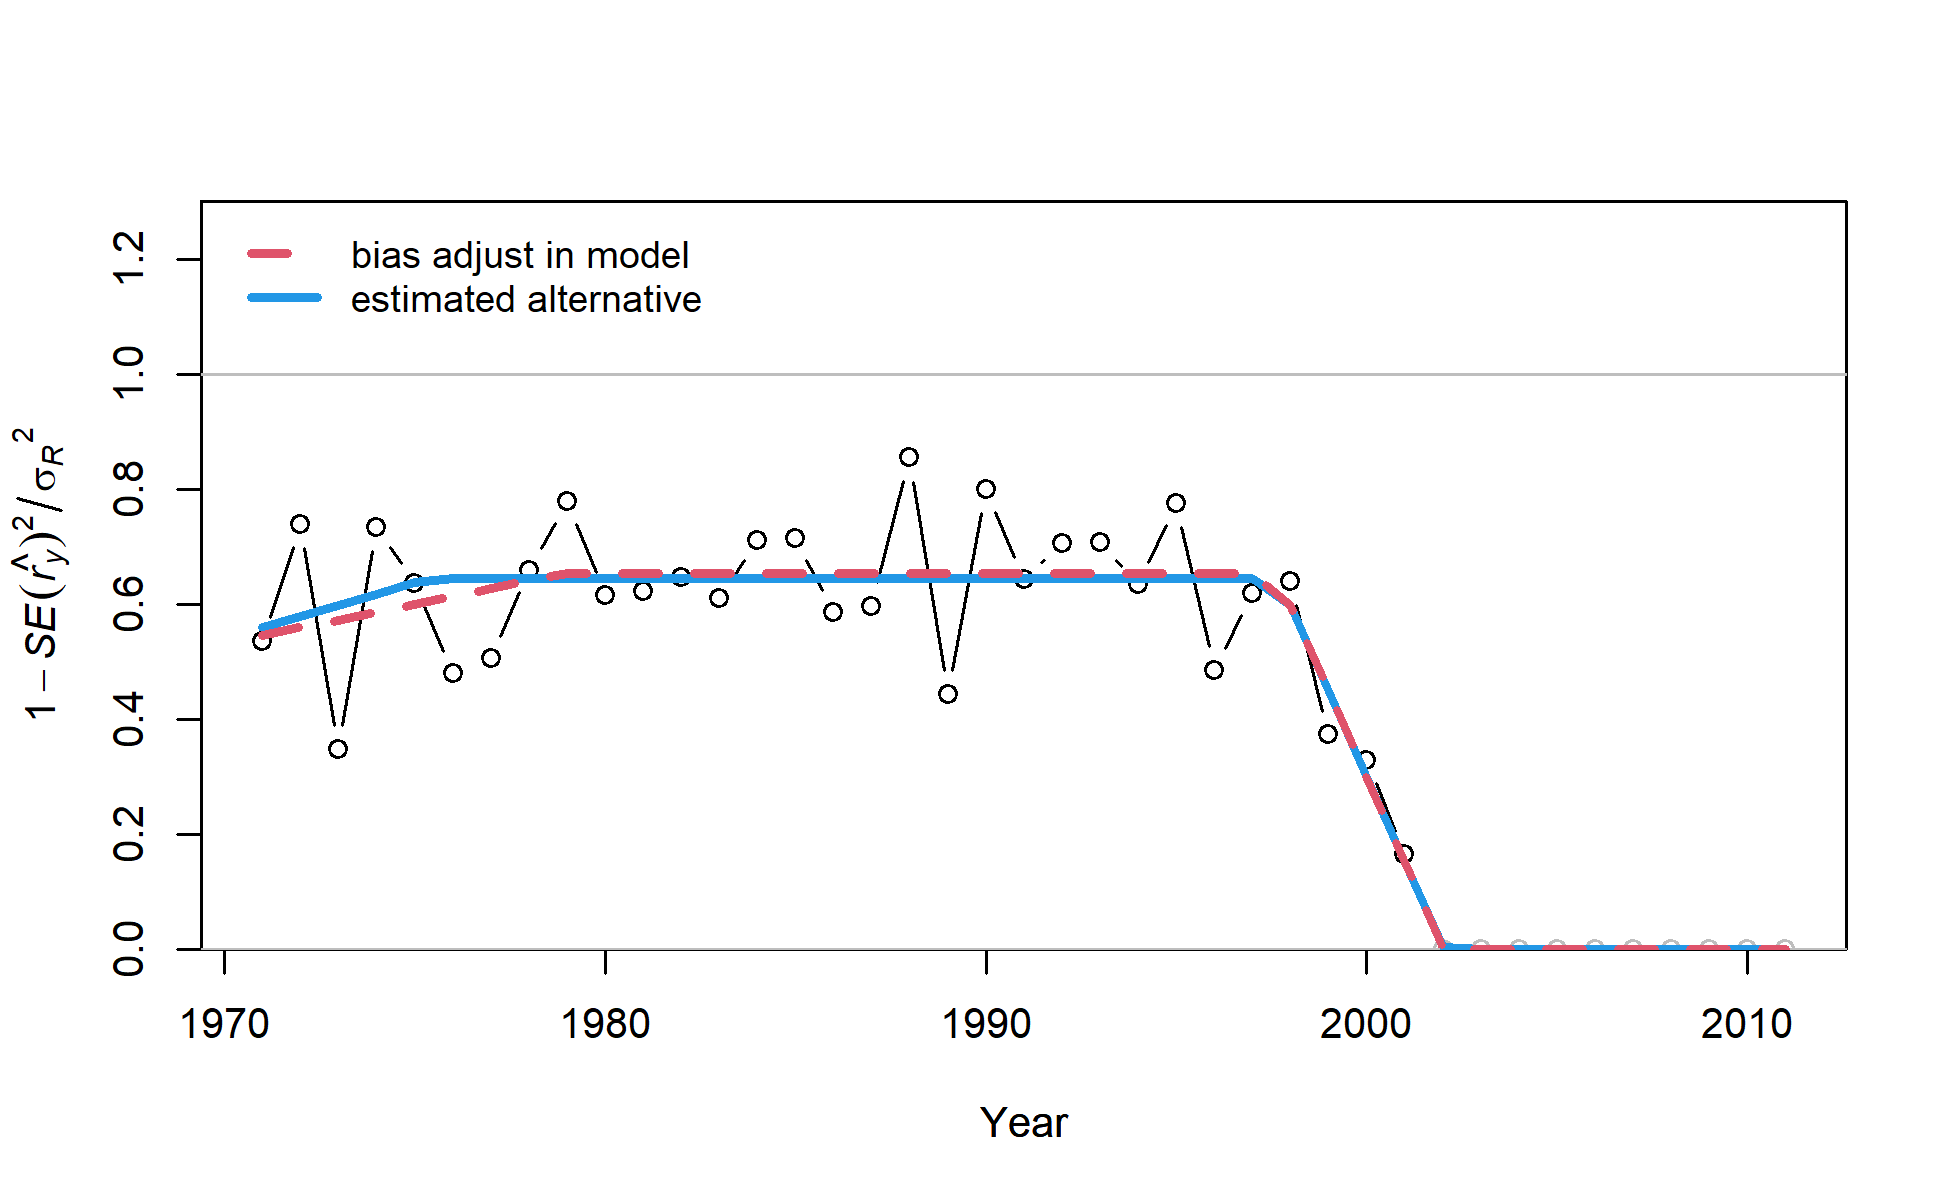 bias adjust in model
estimated alternative
1 − SE(r̂y)² / σR²
1.2
1.0
0.8
0.6
0.4
0.2
0.0
1970 1980 1990 2000 2010
Year